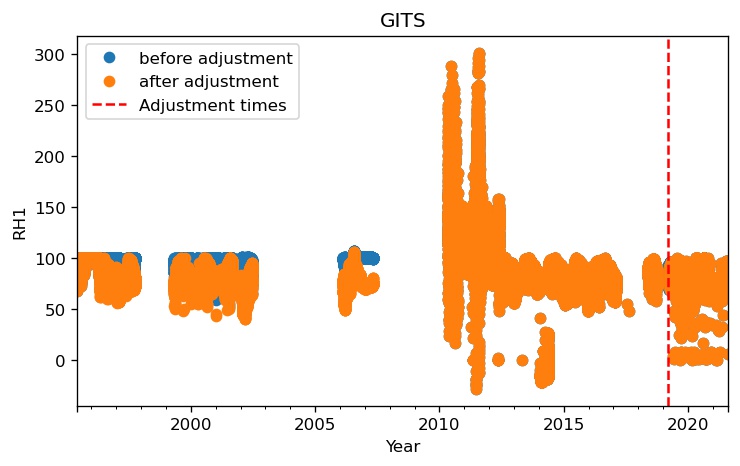 GITS
before adjustment
after adjustment
Adjustment times
RH1
300
250
200
150
100
50
0
2000 2005 2010 2015 2020
Year